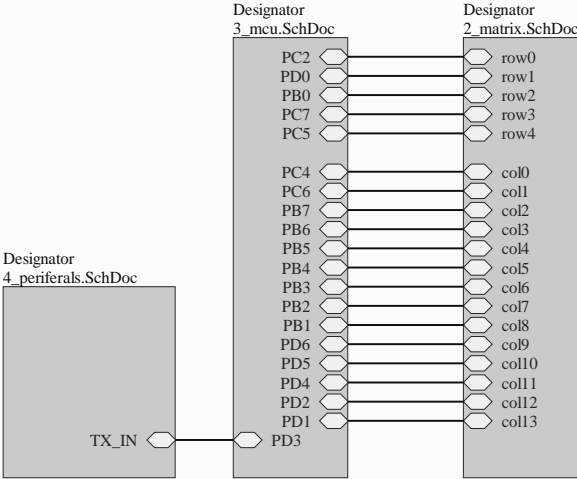 Designator
3_mcu.SchDoc
Designator
2_matrix.SchDoc
PC2 row0
PD0 row1
PB0 row2
PC7 row3
PC5 row4
PC4 col0
PC6 col1
PB7 col2
PB6 col3
PB5 col4
PB4 col5
PB3 col6
PB2 col7
PB1 col8
PD6 col9
PD5 col10
PD4 col11
PD2 col12
PD1 col13
Designator
4_periferals.SchDoc
TX_IN PD3